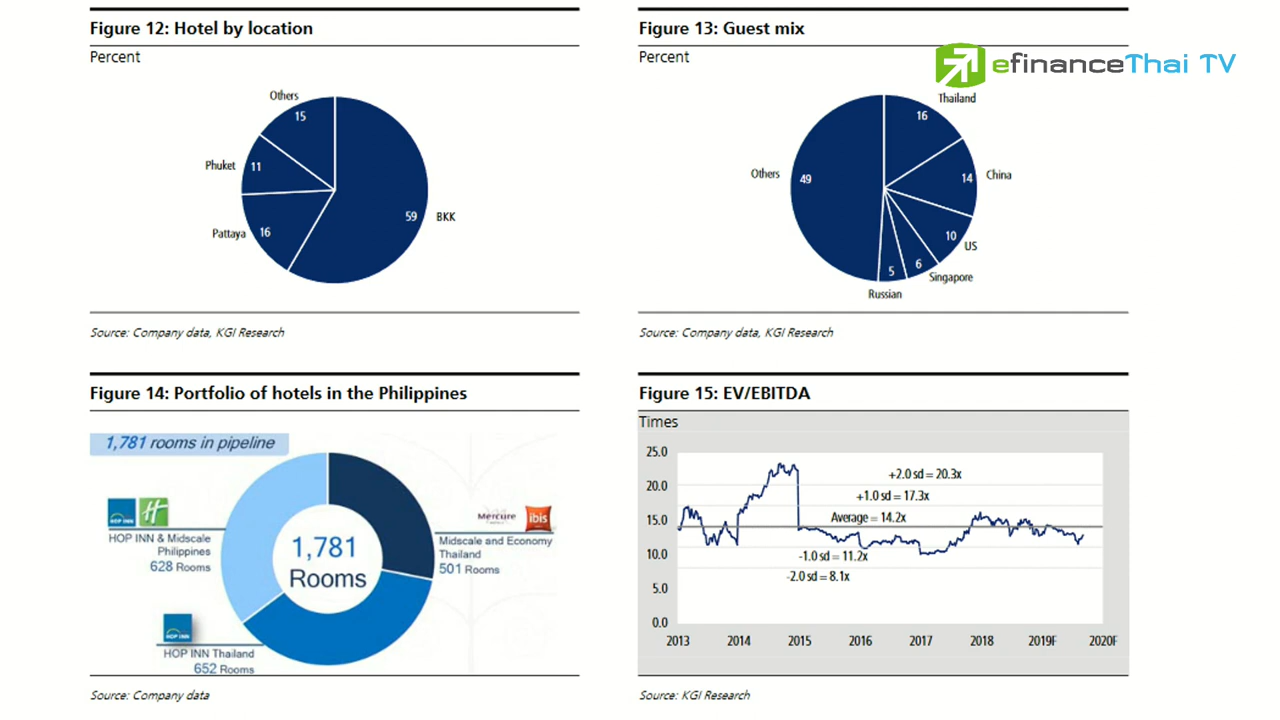 Figure 12: Hotel by location
Percent
Others
15
Phuket
11
Pattaya
16
59
BKK
Source: Company data, KGI Research
Figure 13: Guest mix
Percent
efinanceThai TV
Thailand
16
China
14
US
10
Singapore
6
Russian
5
Others
49
Source: Company data, KGI Research
Figure 14: Portfolio of hotels in the Philippines
1,781 rooms in pipeline
HOP INN
H
HOP INN & Midscale
Philippines
628 Rooms
1,781
Rooms
Mercure
ibis
Midscale and Economy
Thailand
501 Rooms
HOP INN
HOP INN Thailand
652 Rooms
Source: Company data
Figure 15: EV/EBITDA
Times
25.0
20.0
15.0
10.0
5.0
0.0
+2.0 sd = 20.3x
+1.0 sd = 17.3x
Average = 14.2x
-1.0 sd = 11.2x
-2.0 sd = 8.1x
2013 2014 2015 2016 2017 2018 2019F 2020F
Source: KGI Research